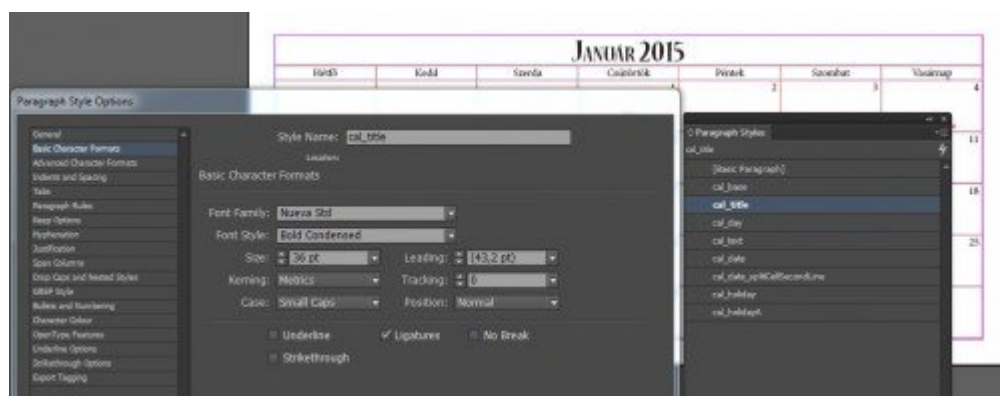 JANUÁR 2015
Hétfő Kedd Szerda Csütörtök Péntek Szombat Vasárnap
1 2 3 4
11
18
25
Paragraph Style Options
General
Basic Character Formats
Advanced Character Formats
Indents and Spacing
Tabs
Paragraph Rules
Keep Options
Hyphenation
Justification
Span Columns
Drop Caps and Nested Styles
GREP Style
Bullets and Numbering
Character Colour
OpenType Features
Underline Options
Strikethrough Options
Export Tagging
Style Name: cal_title
Location:
Basic Character Formats
Font Family: Nueva Std
Font Style: Bold Condensed
Size: 36 pt Leading: (43,2 pt)
Kerning: Metrics Tracking: 0
Case: Small Caps Position: Normal
Underline Ligatures No Break
Strikethrough
Paragraph Styles
cal_title
[Basic Paragraph]
cal_base
cal_title
cal_day
cal_text
cal_date
cal_date_splitCellSecondLine
cal_holiday
cal_holidayA